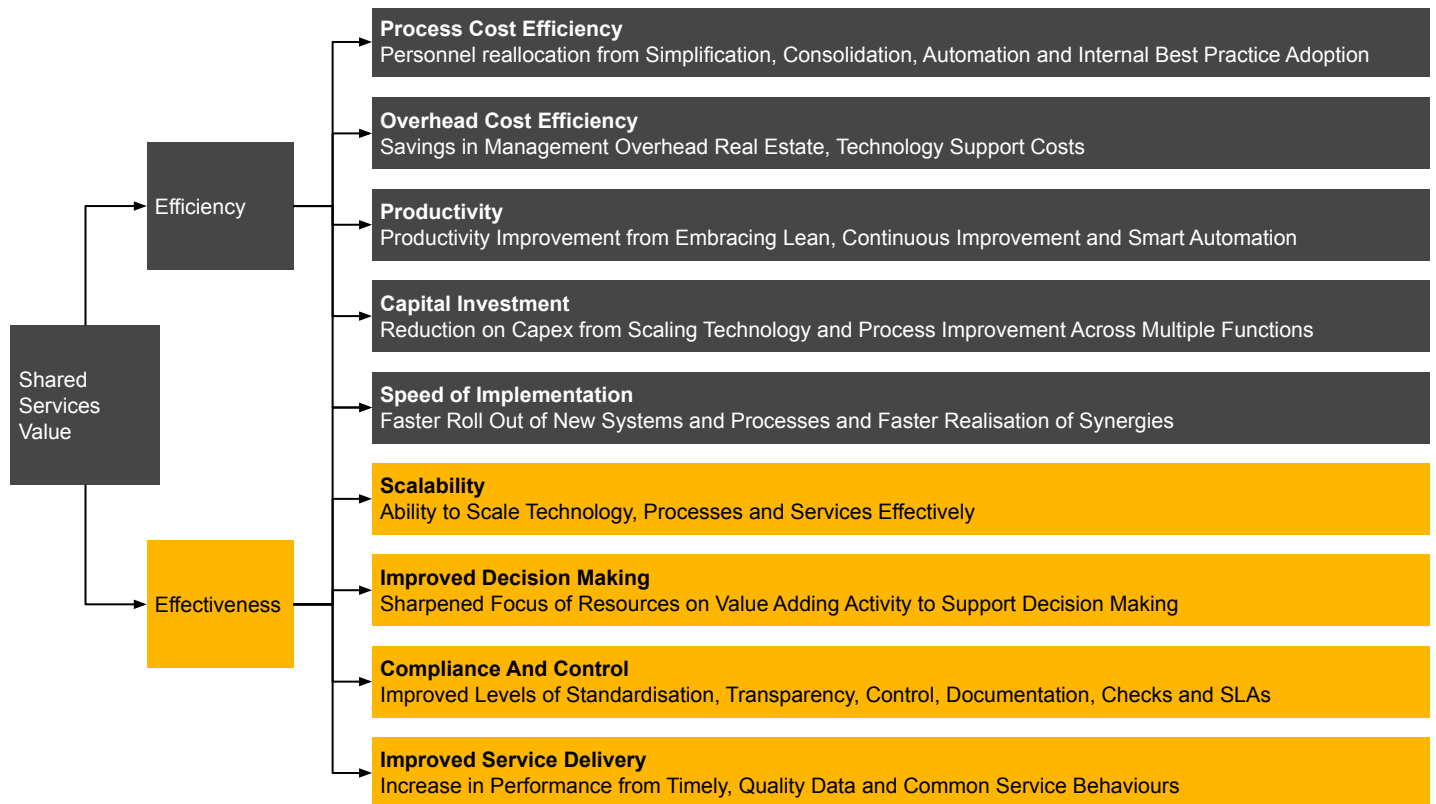 Process Cost Efficiency
Personnel reallocation from Simplification, Consolidation, Automation and Internal Best Practice Adoption
Overhead Cost Efficiency
Savings in Management Overhead Real Estate, Technology Support Costs
Efficiency
Productivity
Productivity Improvement from Embracing Lean, Continuous Improvement and Smart Automation
Capital Investment
Reduction on Capex from Scaling Technology and Process Improvement Across Multiple Functions
Shared
Services
Value
Speed of Implementation
Faster Roll Out of New Systems and Processes and Faster Realisation of Synergies
Scalability
Ability to Scale Technology, Processes and Services Effectively
Effectiveness
Improved Decision Making
Sharpened Focus of Resources on Value Adding Activity to Support Decision Making
Compliance And Control
Improved Levels of Standardisation, Transparency, Control, Documentation, Checks and SLAs
Improved Service Delivery
Increase in Performance from Timely, Quality Data and Common Service Behaviours